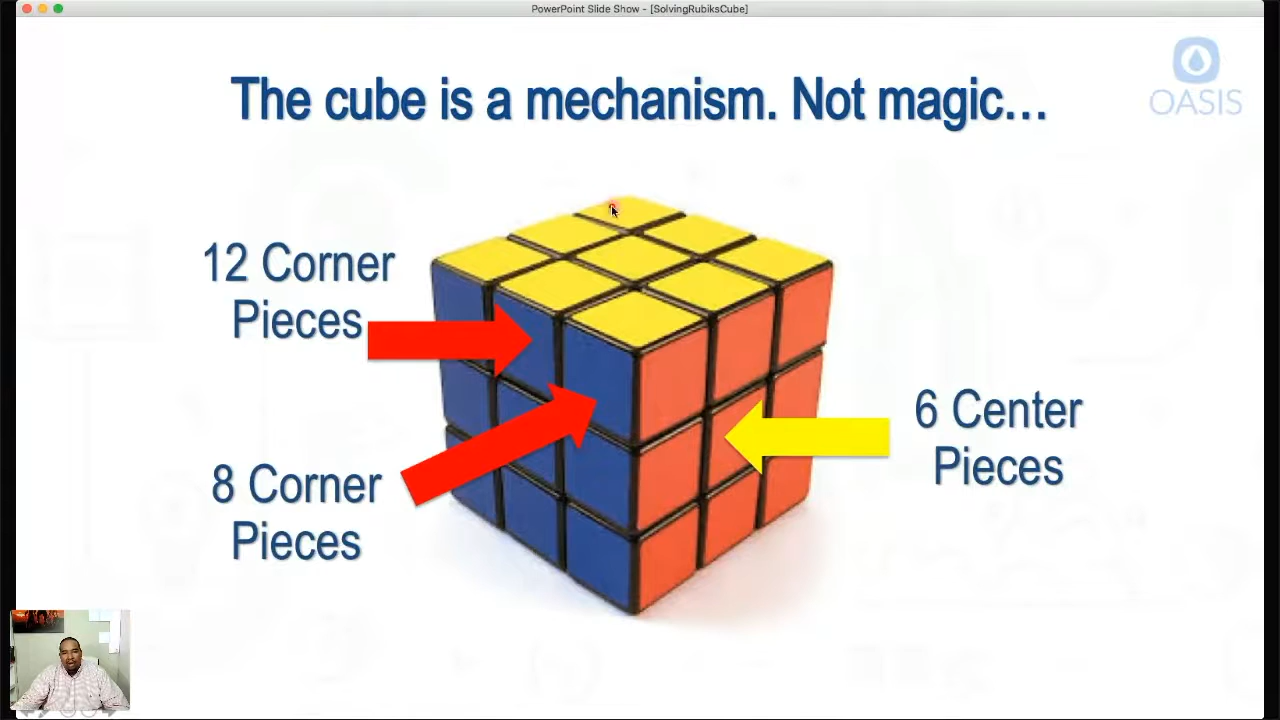 PowerPoint Slide Show - [SolvingRubiksCube]
The cube is a mechanism. Not magic...
OASIS
12 Corner
Pieces
8 Corner
Pieces
6 Center
Pieces